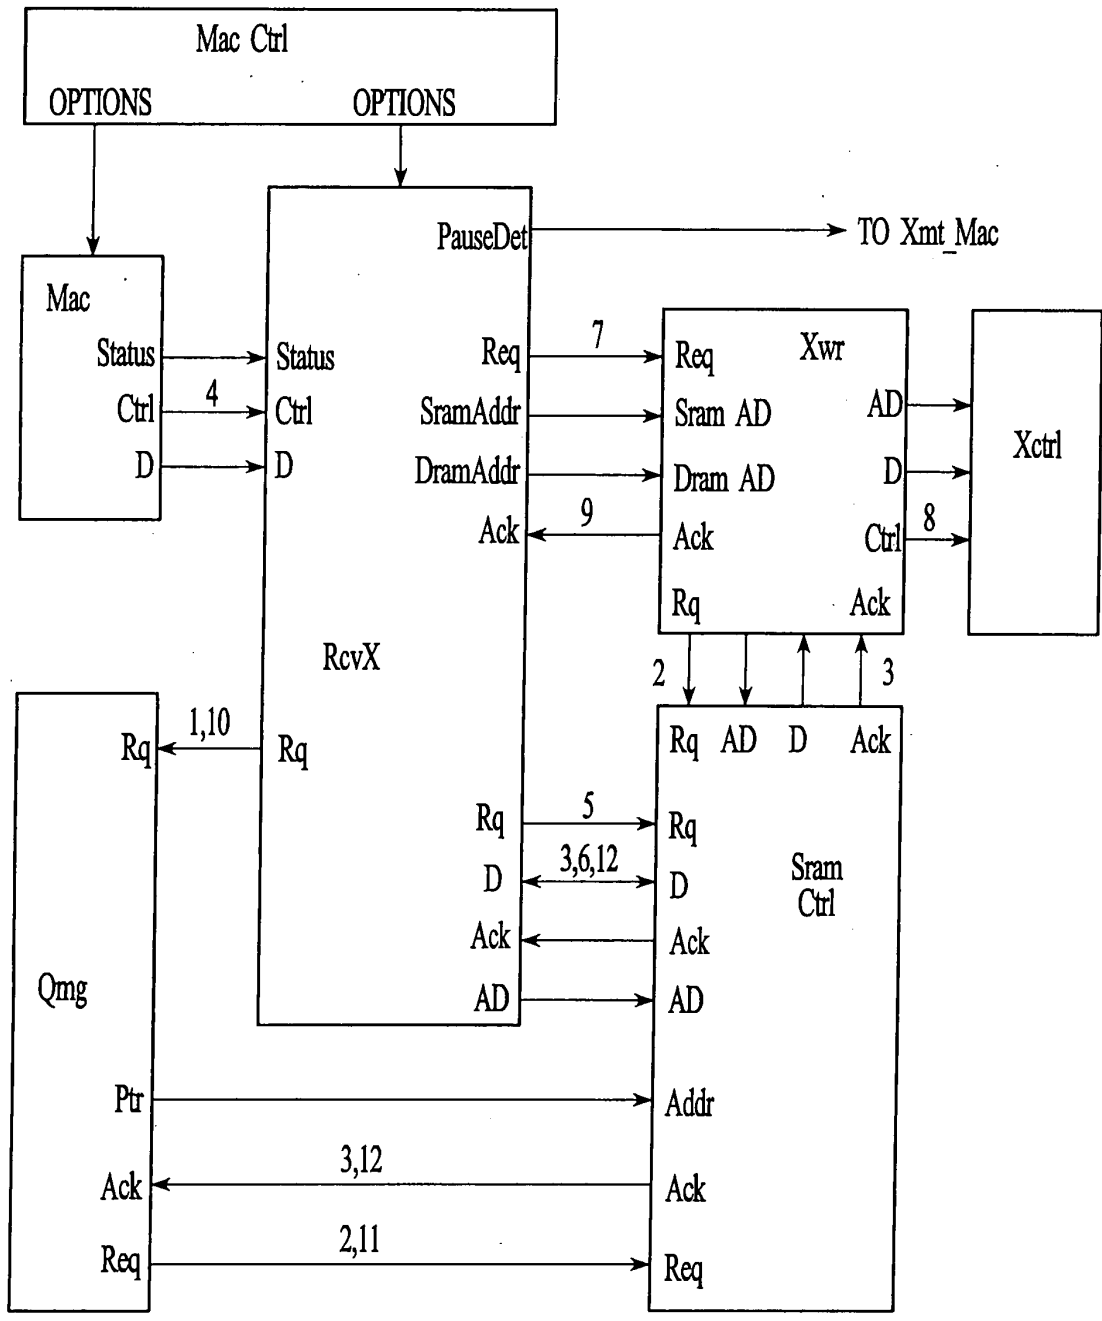 Mac Ctrl
OPTIONS OPTIONS
PauseDet
TO Xmt_Mac
Mac
Status
Ctrl
D
4
Status
Ctrl
D
Req
SramAddr
DramAddr
Ack
RcvX
7
9
Xwr
Req
Sram AD
Dram AD
Ack
Rq
AD
D
Ctrl
Ack
8
Xctrl
2
3
Rq AD D Ack
1,10
Rq
Rq
Rq
D
Ack
AD
5
3,6,12
Rq
D
Ack
AD
Sram
Ctrl
Qmg
Ptr
Addr
Ack
3,12
Ack
Req
2,11
Req